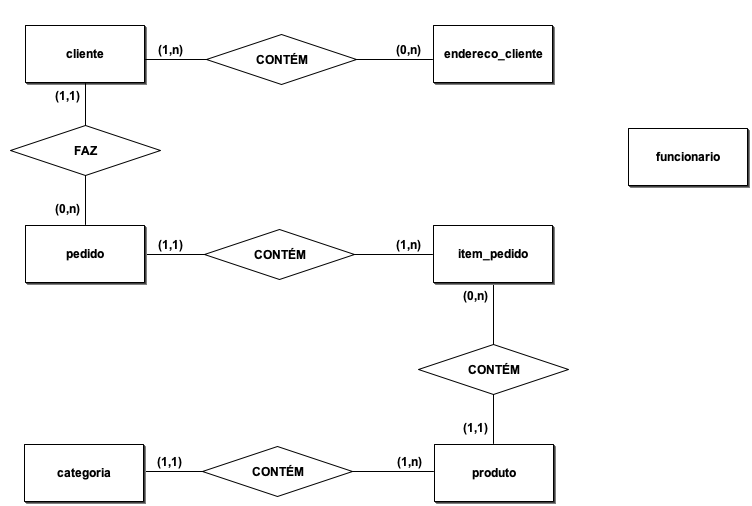 cliente
(1,n)
CONTÉM
(0,n)
endereco_cliente
(1,1)
FAZ
funcionario
(0,n)
pedido
(1,1)
CONTÉM
(1,n)
item_pedido
(0,n)
CONTÉM
(1,1)
categoria
(1,1)
CONTÉM
(1,n)
produto